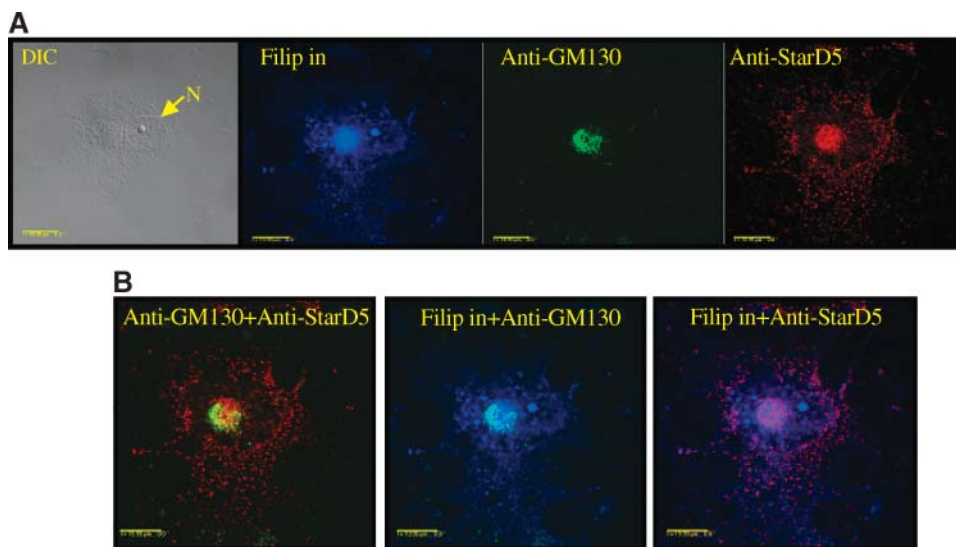 A
DIC
N
Filip in
Anti-GM130
Anti-StarD5
B
Anti-GM130+Anti-StarD5
Filip in+Anti-GM130
Filip in+Anti-StarD5